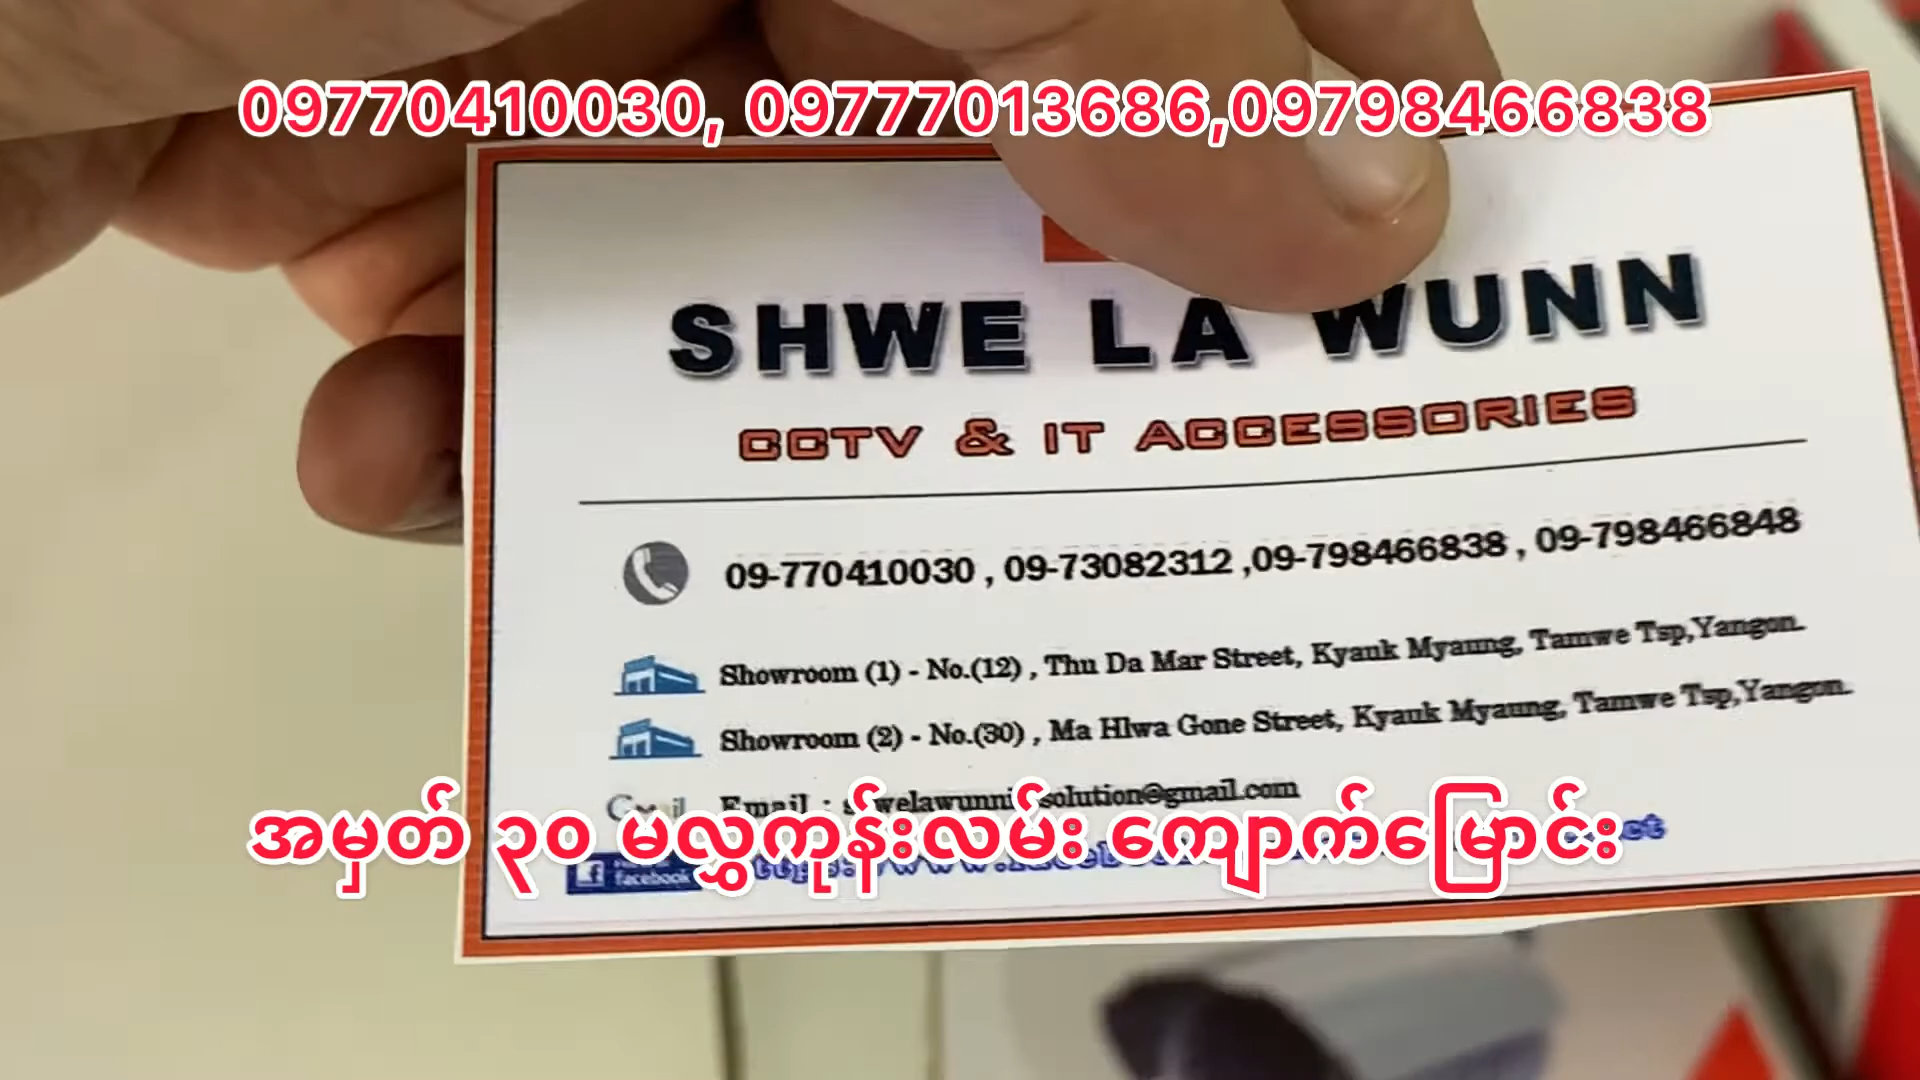 09770410030, 09777013686,09798466838
SHWE LA WUNN
CCTV & IT ACCESSORIES
09-770410030 , 09-73082312 ,09-798466838 , 09-798466848
Showroom (1) - No.(12) , Thu Da Mar Street, Kyauk Myaung, Tamwe Tsp,Yangon.
Showroom (2) - No.(30) , Ma Hlwa Gone Street, Kyauk Myaung, Tamwe Tsp,Yangon.
Email :
အမှတ် ၃၀ မလွှကုန်းလမ်း ကျောက်မြောင်း
facebook